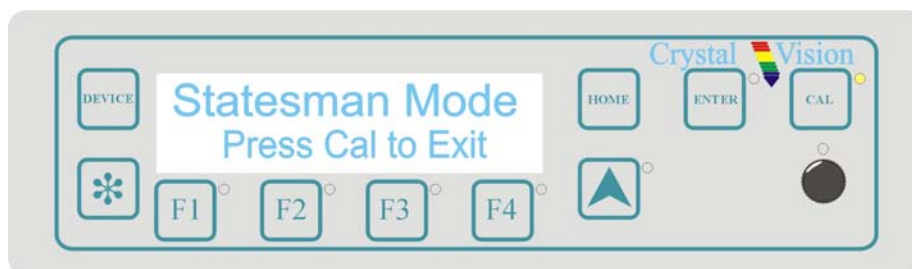 Crystal Vision
DEVICE
Statesman Mode
Press Cal to Exit
HOME
ENTER
CAL
F1
F2
F3
F4